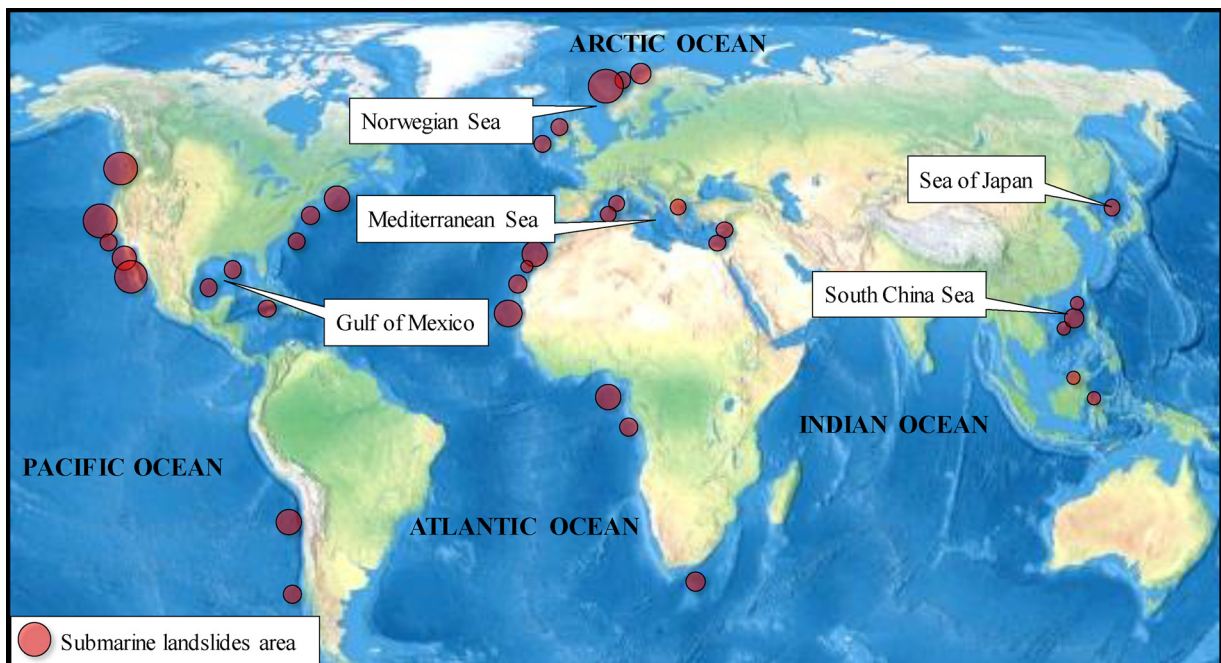 ARCTIC OCEAN
Norwegian Sea
Sea of Japan
Mediterranean Sea
South China Sea
Gulf of Mexico
INDIAN OCEAN
PACIFIC OCEAN
ATLANTIC OCEAN
Submarine landslides area